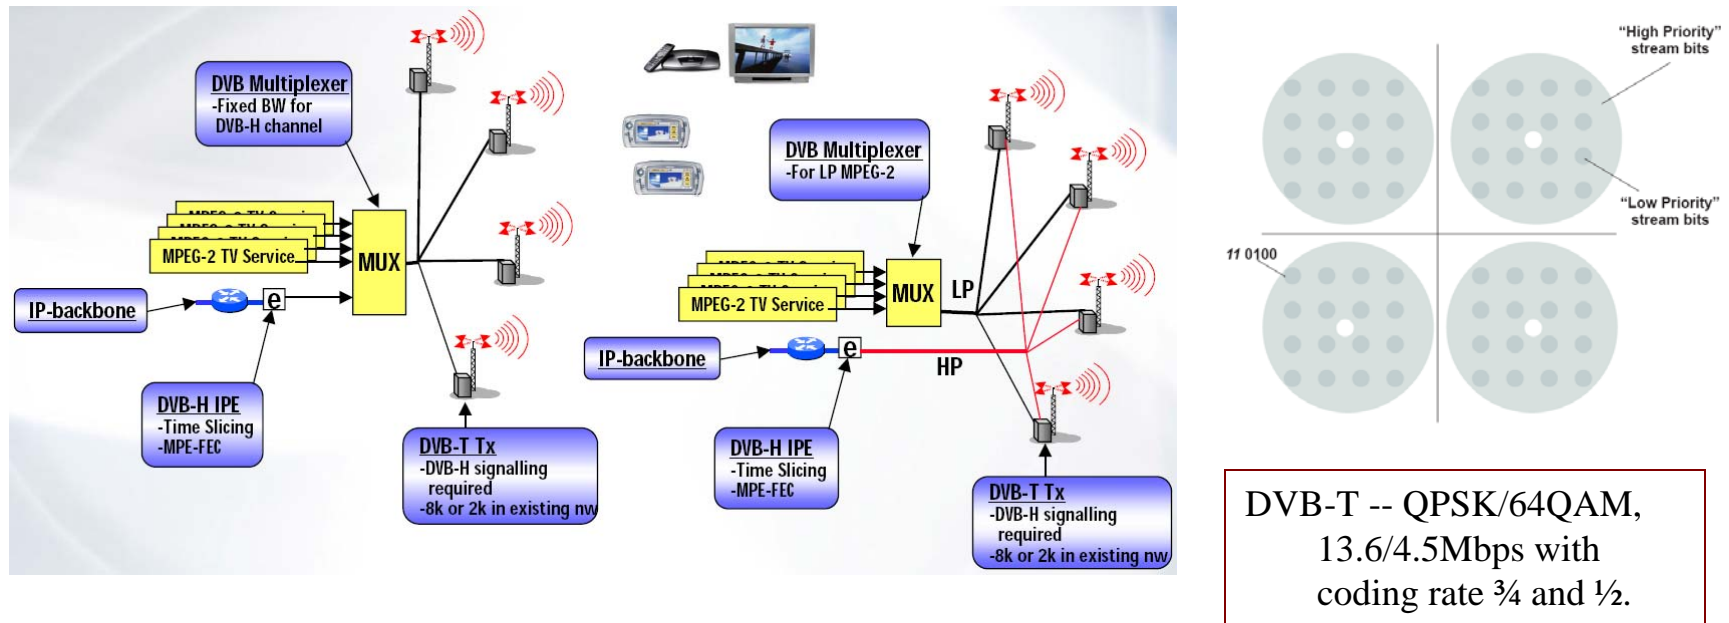 DVB Multiplexer
-Fixed BW for
DVB-H channel
MPEG-2 TV Service
MUX
IP-backbone
e
DVB-H IPE
-Time Slicing
-MPE-FEC
DVB-T Tx
-DVB-H signalling
required
-8k or 2k in existing nw
DVB Multiplexer
-For LP MPEG-2
MPEG-2 TV Service
MUX
LP
IP-backbone
e
HP
DVB-H IPE
-Time Slicing
-MPE-FEC
DVB-T Tx
-DVB-H signalling
required
-8k or 2k in existing nw
“High Priority”
stream bits
“Low Priority”
stream bits
11 0100
DVB-T -- QPSK/64QAM,
13.6/4.5Mbps with
coding rate ¾ and ½.